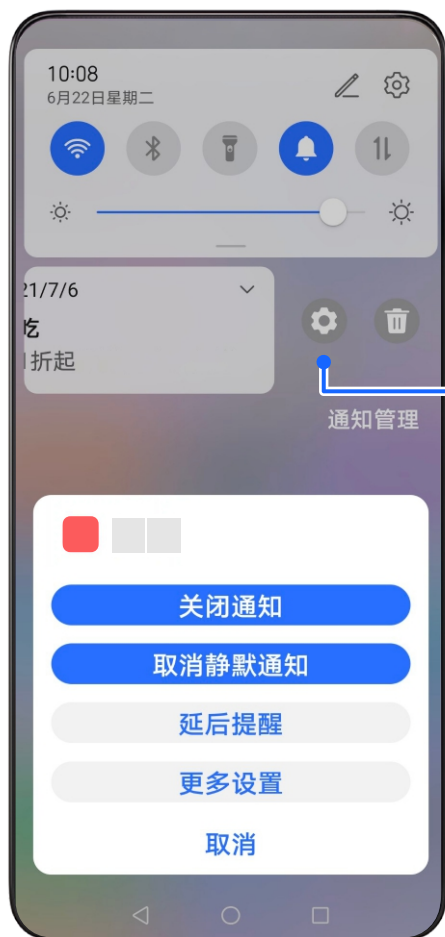 10:08
6月22日星期二
21/7/6
吃
折起
通知管理
关闭通知
取消静默通知
延后提醒
更多设置
取消